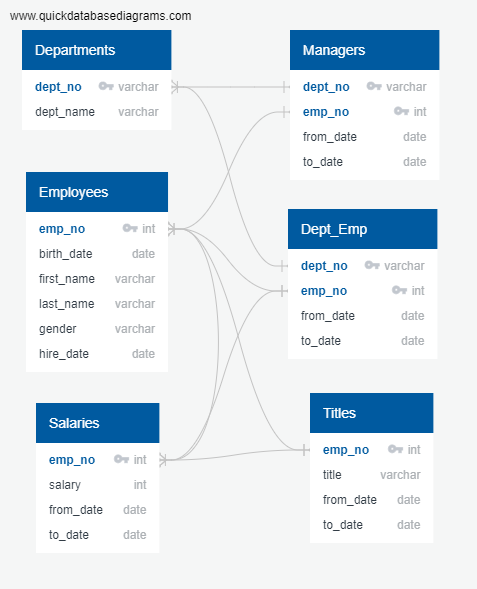 www.quickdatabasediagrams.com
Departments
dept_no varchar
dept_name varchar
Managers
dept_no varchar
emp_no int
from_date date
to_date date
Employees
emp_no int
birth_date date
first_name varchar
last_name varchar
gender varchar
hire_date date
Dept_Emp
dept_no varchar
emp_no int
from_date date
to_date date
Salaries
emp_no int
salary int
from_date date
to_date date
Titles
emp_no int
title varchar
from_date date
to_date date